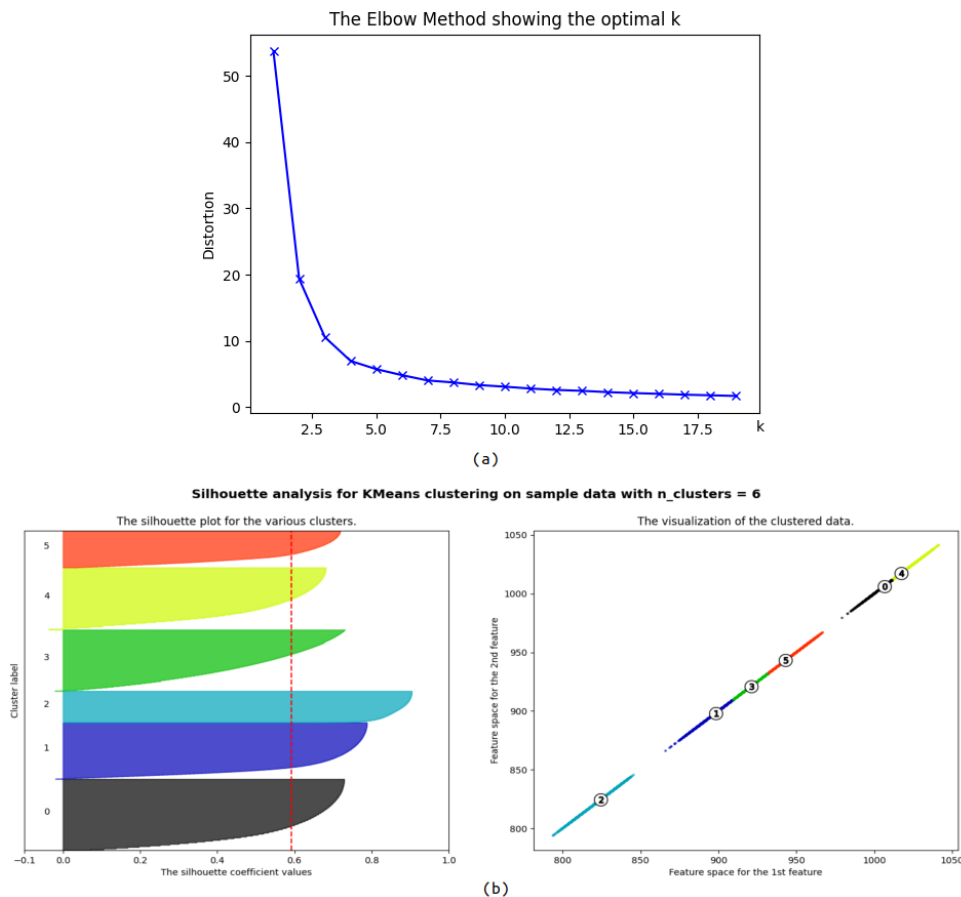 The Elbow Method showing the optimal k
Distortion
50
40
30
20
10
0
2.5 5.0 7.5 10.0 12.5 15.0 17.5 k
(a)
Silhouette analysis for KMeans clustering on sample data with n_clusters = 6
The silhouette plot for the various clusters.
Cluster label
5
4
3
2
1
0
−0.1 0.0 0.2 0.4 0.6 0.8 1.0
The silhouette coefficient values
The visualization of the clustered data.
Feature space for the 2nd feature
1050
1000
950
900
850
800
4
0
5
3
1
2
800 850 900 950 1000 1050
Feature space for the 1st feature
(b)